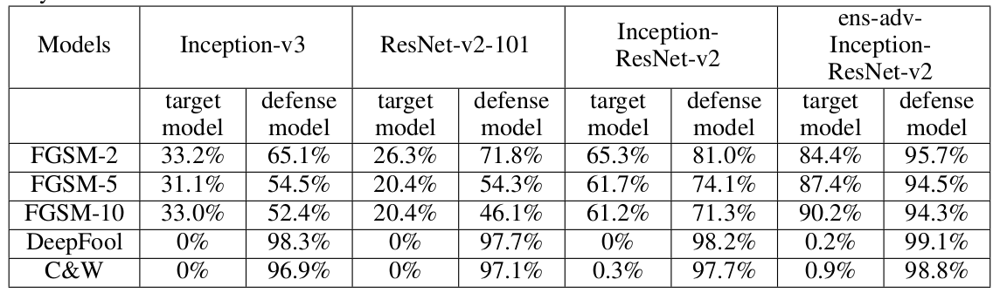 Models Inception-v3 ResNet-v2-101 Inception-ResNet-v2 ens-adv-Inception-ResNet-v2
target model defense model target model defense model target model defense model target model defense model
FGSM-2 33.2% 65.1% 26.3% 71.8% 65.3% 81.0% 84.4% 95.7%
FGSM-5 31.1% 54.5% 20.4% 54.3% 61.7% 74.1% 87.4% 94.5%
FGSM-10 33.0% 52.4% 20.4% 46.1% 61.2% 71.3% 90.2% 94.3%
DeepFool 0% 98.3% 0% 97.7% 0% 98.2% 0.2% 99.1%
C&W 0% 96.9% 0% 97.1% 0.3% 97.7% 0.9% 98.8%